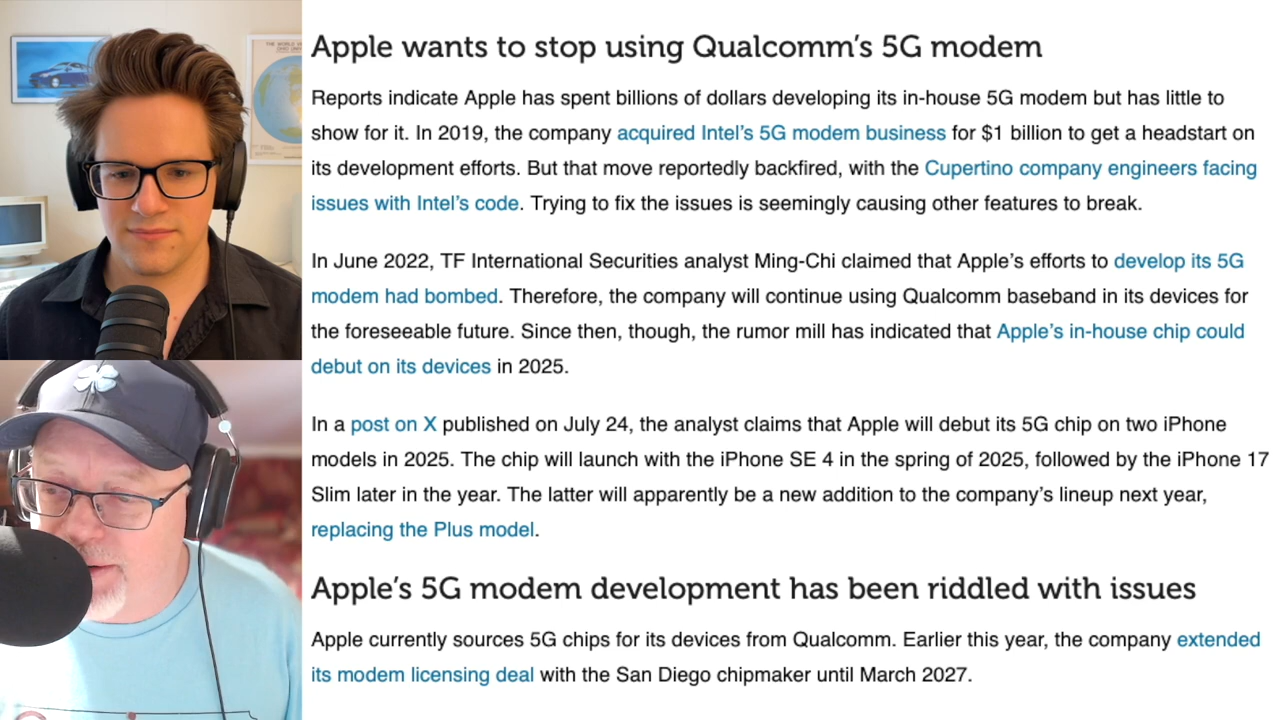 THE WORLD
Apple wants to stop using Qualcomm's 5G modem
Reports indicate Apple has spent billions of dollars developing its in-house 5G modem but has little to
show for it. In 2019, the company acquired Intel's 5G modem business for $1 billion to get a headstart on
its development efforts. But that move reportedly backfired, with the Cupertino company engineers facing
issues with Intel's code. Trying to fix the issues is seemingly causing other features to break.
In June 2022, TF International Securities analyst Ming-Chi claimed that Apple's efforts to develop its 5G
modem had bombed. Therefore, the company will continue using Qualcomm baseband in its devices for
the foreseeable future. Since then, though, the rumor mill has indicated that Apple's in-house chip could
debut on its devices in 2025.
In a post on X published on July 24, the analyst claims that Apple will debut its 5G chip on two iPhone
models in 2025. The chip will launch with the iPhone SE 4 in the spring of 2025, followed by the iPhone 17
Slim later in the year. The latter will apparently be a new addition to the company's lineup next year,
replacing the Plus model.
Apple's 5G modem development has been riddled with issues
Apple currently sources 5G chips for its devices from Qualcomm. Earlier this year, the company extended
its modem licensing deal with the San Diego chipmaker until March 2027.